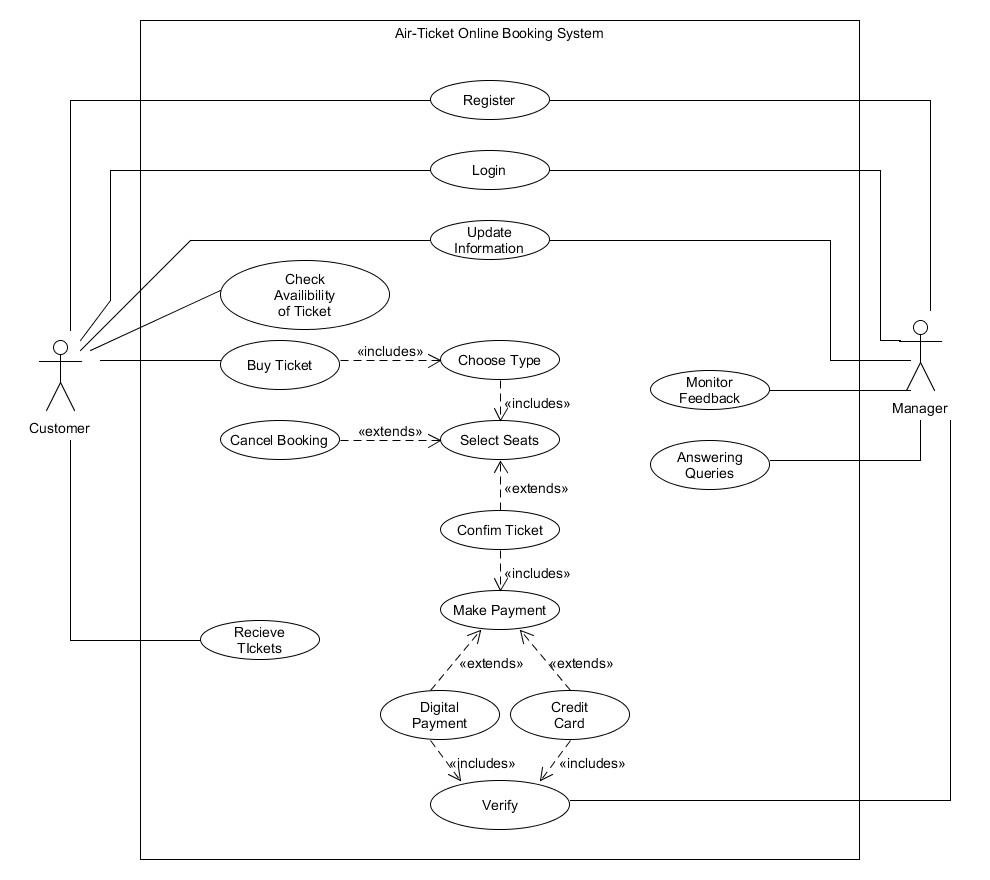 Air-Ticket Online Booking System
Register
Login
Update
Information
Check
Availibility
of Ticket
Buy Ticket
«includes»
Choose Type
Monitor
Feedback
Customer
Manager
«includes»
Cancel Booking
«extends»
Select Seats
Answering
Queries
«extends»
Confim Ticket
«includes»
Make Payment
Recieve
TIckets
«extends»
«extends»
Digital
Payment
Credit
Card
«includes»
«includes»
Verify